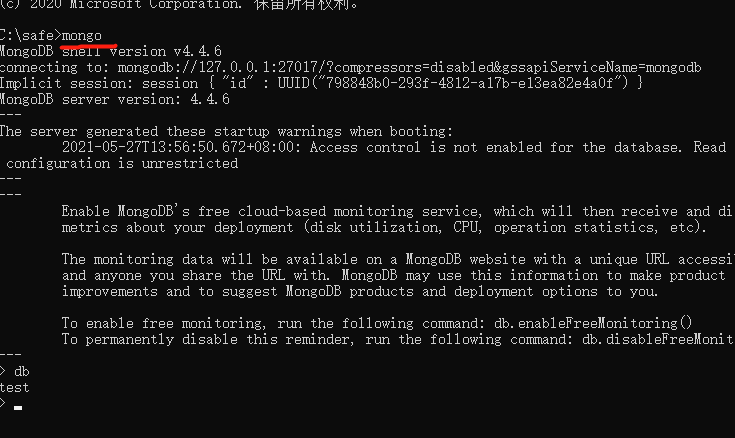 (c) 2020 Microsoft Corporation. 保留所有权利。
C:\safe>mongo
MongoDB shell version v4.4.6
connecting to: mongodb://127.0.0.1:27017/?compressors=disabled&gssapiServiceName=mongodb
Implicit session: session { "id" : UUID("798848b0-293f-4812-a17b-e13ea82e4a0f") }
MongoDB server version: 4.4.6
---
The server generated these startup warnings when booting:
2021-05-27T13:56:50.672+08:00: Access control is not enabled for the database. Read
configuration is unrestricted
---
---
Enable MongoDB's free cloud-based monitoring service, which will then receive and di
metrics about your deployment (disk utilization, CPU, operation statistics, etc).
The monitoring data will be available on a MongoDB website with a unique URL accessi
and anyone you share the URL with. MongoDB may use this information to make product
improvements and to suggest MongoDB products and deployment options to you.
To enable free monitoring, run the following command: db.enableFreeMonitoring()
To permanently disable this reminder, run the following command: db.disableFreeMonit
---
> db
test
>